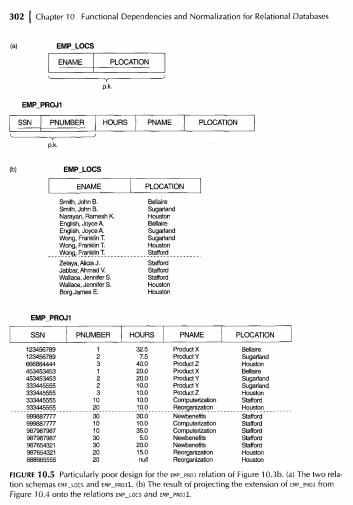 302 | Chapter 10 Functional Dependencies and Normalization for Relational Databases
(a) EMP_LOCS
ENAME PLOCATION
p.k.
EMP_PROJ1
SSN PNUMBER HOURS PNAME PLOCATION
p.k.
(b) EMP_LOCS
ENAME PLOCATION
Smith, John B. Bellaire
Smith, John B. Sugarland
Narayan, Ramesh K. Houston
English, Joyce A. Bellaire
English, Joyce A. Sugarland
Wong, Franklin T. Sugarland
Wong, Franklin T. Houston
Wong, Franklin T. Stafford
Zelaya, Alicia J. Stafford
Jabbar, Ahmad V. Stafford
Wallace, Jennifer S. Stafford
Wallace, Jennifer S. Houston
Borg,James E. Houston
EMP_PROJ1
SSN PNUMBER HOURS PNAME PLOCATION
123456789 1 32.5 Product X Bellaire
123456789 2 7.5 Product Y Sugarland
666884444 3 40.0 Product Z Houston
453453453 1 20.0 Product X Bellaire
453453453 2 20.0 Product Y Sugarland
333445555 2 10.0 Product Y Sugarland
333445555 3 10.0 Product Z Houston
333445555 10 10.0 Computerization Stafford
333445555 20 10.0 Reorganization Houston
999887777 30 30.0 Newbenefits Stafford
999887777 10 10.0 Computerization Stafford
987987987 10 35.0 Computerization Stafford
987987987 30 5.0 Newbenefits Stafford
987654321 30 20.0 Newbenefits Stafford
987654321 20 15.0 Reorganization Houston
888665555 20 null Reorganization Houston
FIGURE 10.5 Particularly poor design for the EMP_PROJ relation of Figure 10.3b. (a) The two rela-
tion schemas EMP_LOCS and EMP_PROJ1. (b) The result of projecting the extension of EMP_PROJ from
Figure 10.4 onto the relations EMP_LOCS and EMP_PROJ1.